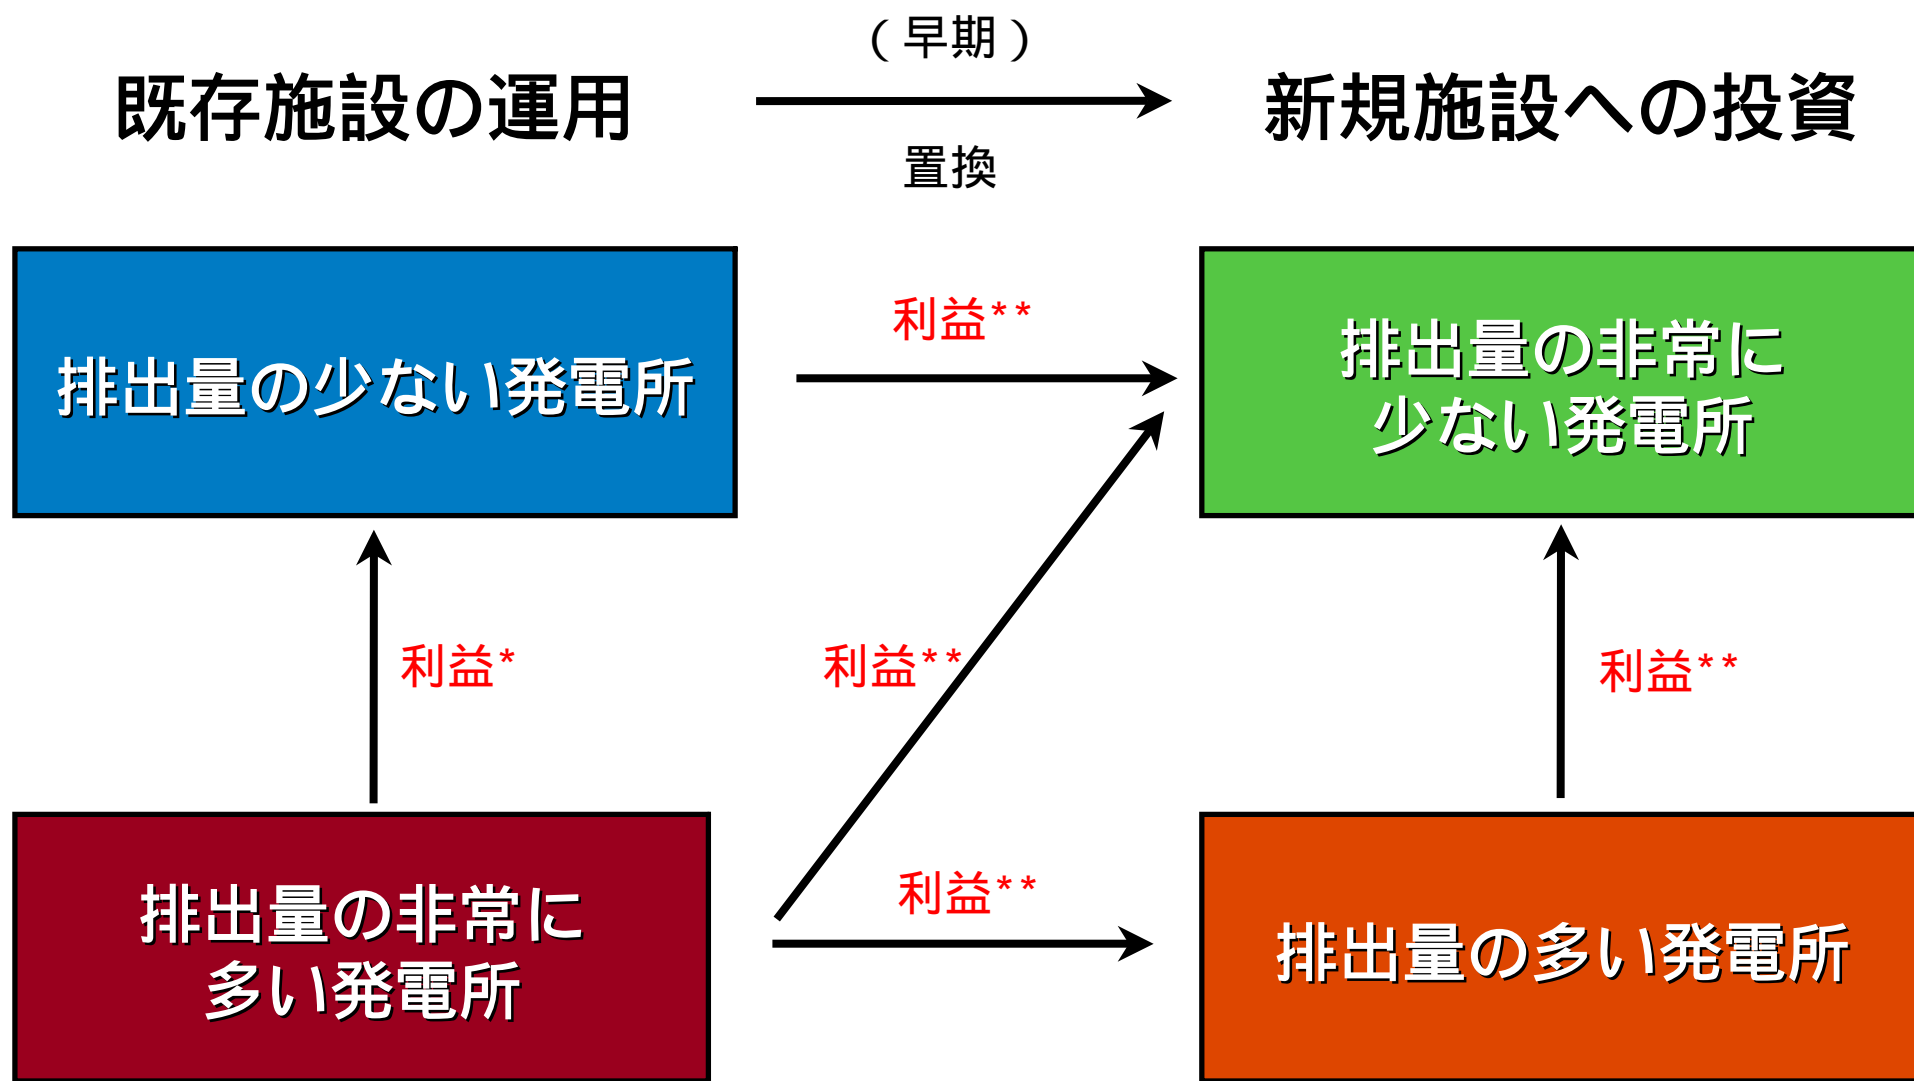 （早期）
既存施設の運用
新規施設への投資
置換
利益**
排出量の少ない発電所
排出量の非常に
少ない発電所
利益*
利益**
利益**
利益**
排出量の非常に
多い発電所
排出量の多い発電所